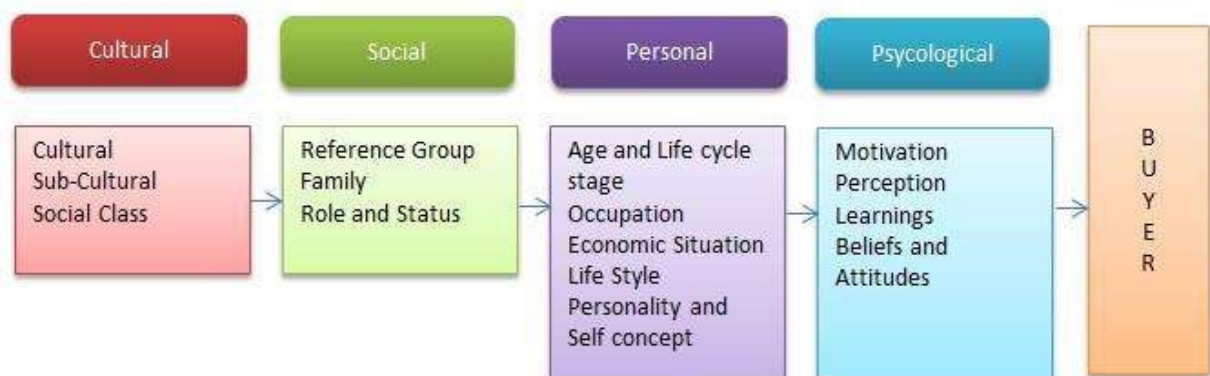 Cultural
Social
Personal
Psycological
Cultural
Sub-Cultural
Social Class
Reference Group
Family
Role and Status
Age and Life cycle
stage
Occupation
Economic Situation
Life Style
Personality and
Self concept
Motivation
Perception
Learnings
Beliefs and
Attitudes
B
U
Y
E
R